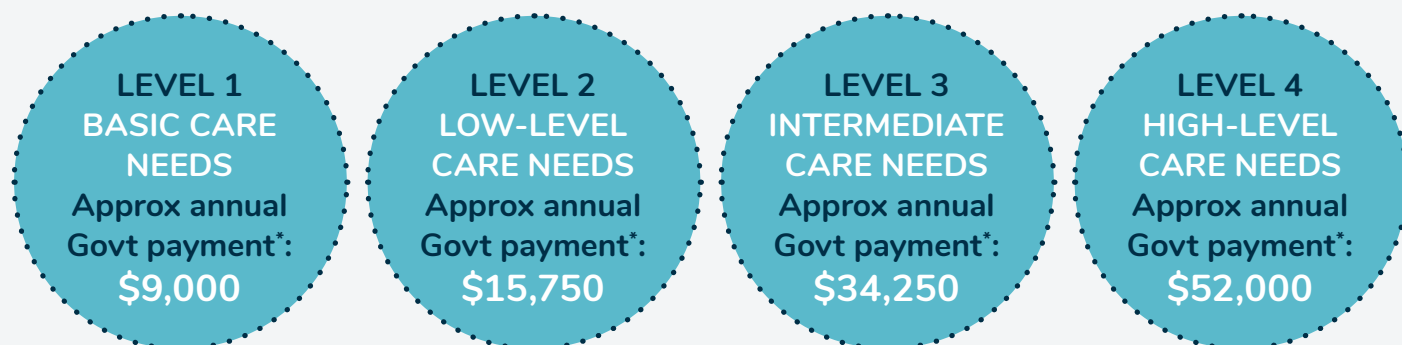 LEVEL 1
BASIC CARE
NEEDS
Approx annual
Govt payment*:
$9,000
LEVEL 2
LOW-LEVEL
CARE NEEDS
Approx annual
Govt payment*:
$15,750
LEVEL 3
INTERMEDIATE
CARE NEEDS
Approx annual
Govt payment*:
$34,250
LEVEL 4
HIGH-LEVEL
CARE NEEDS
Approx annual
Govt payment*:
$52,000